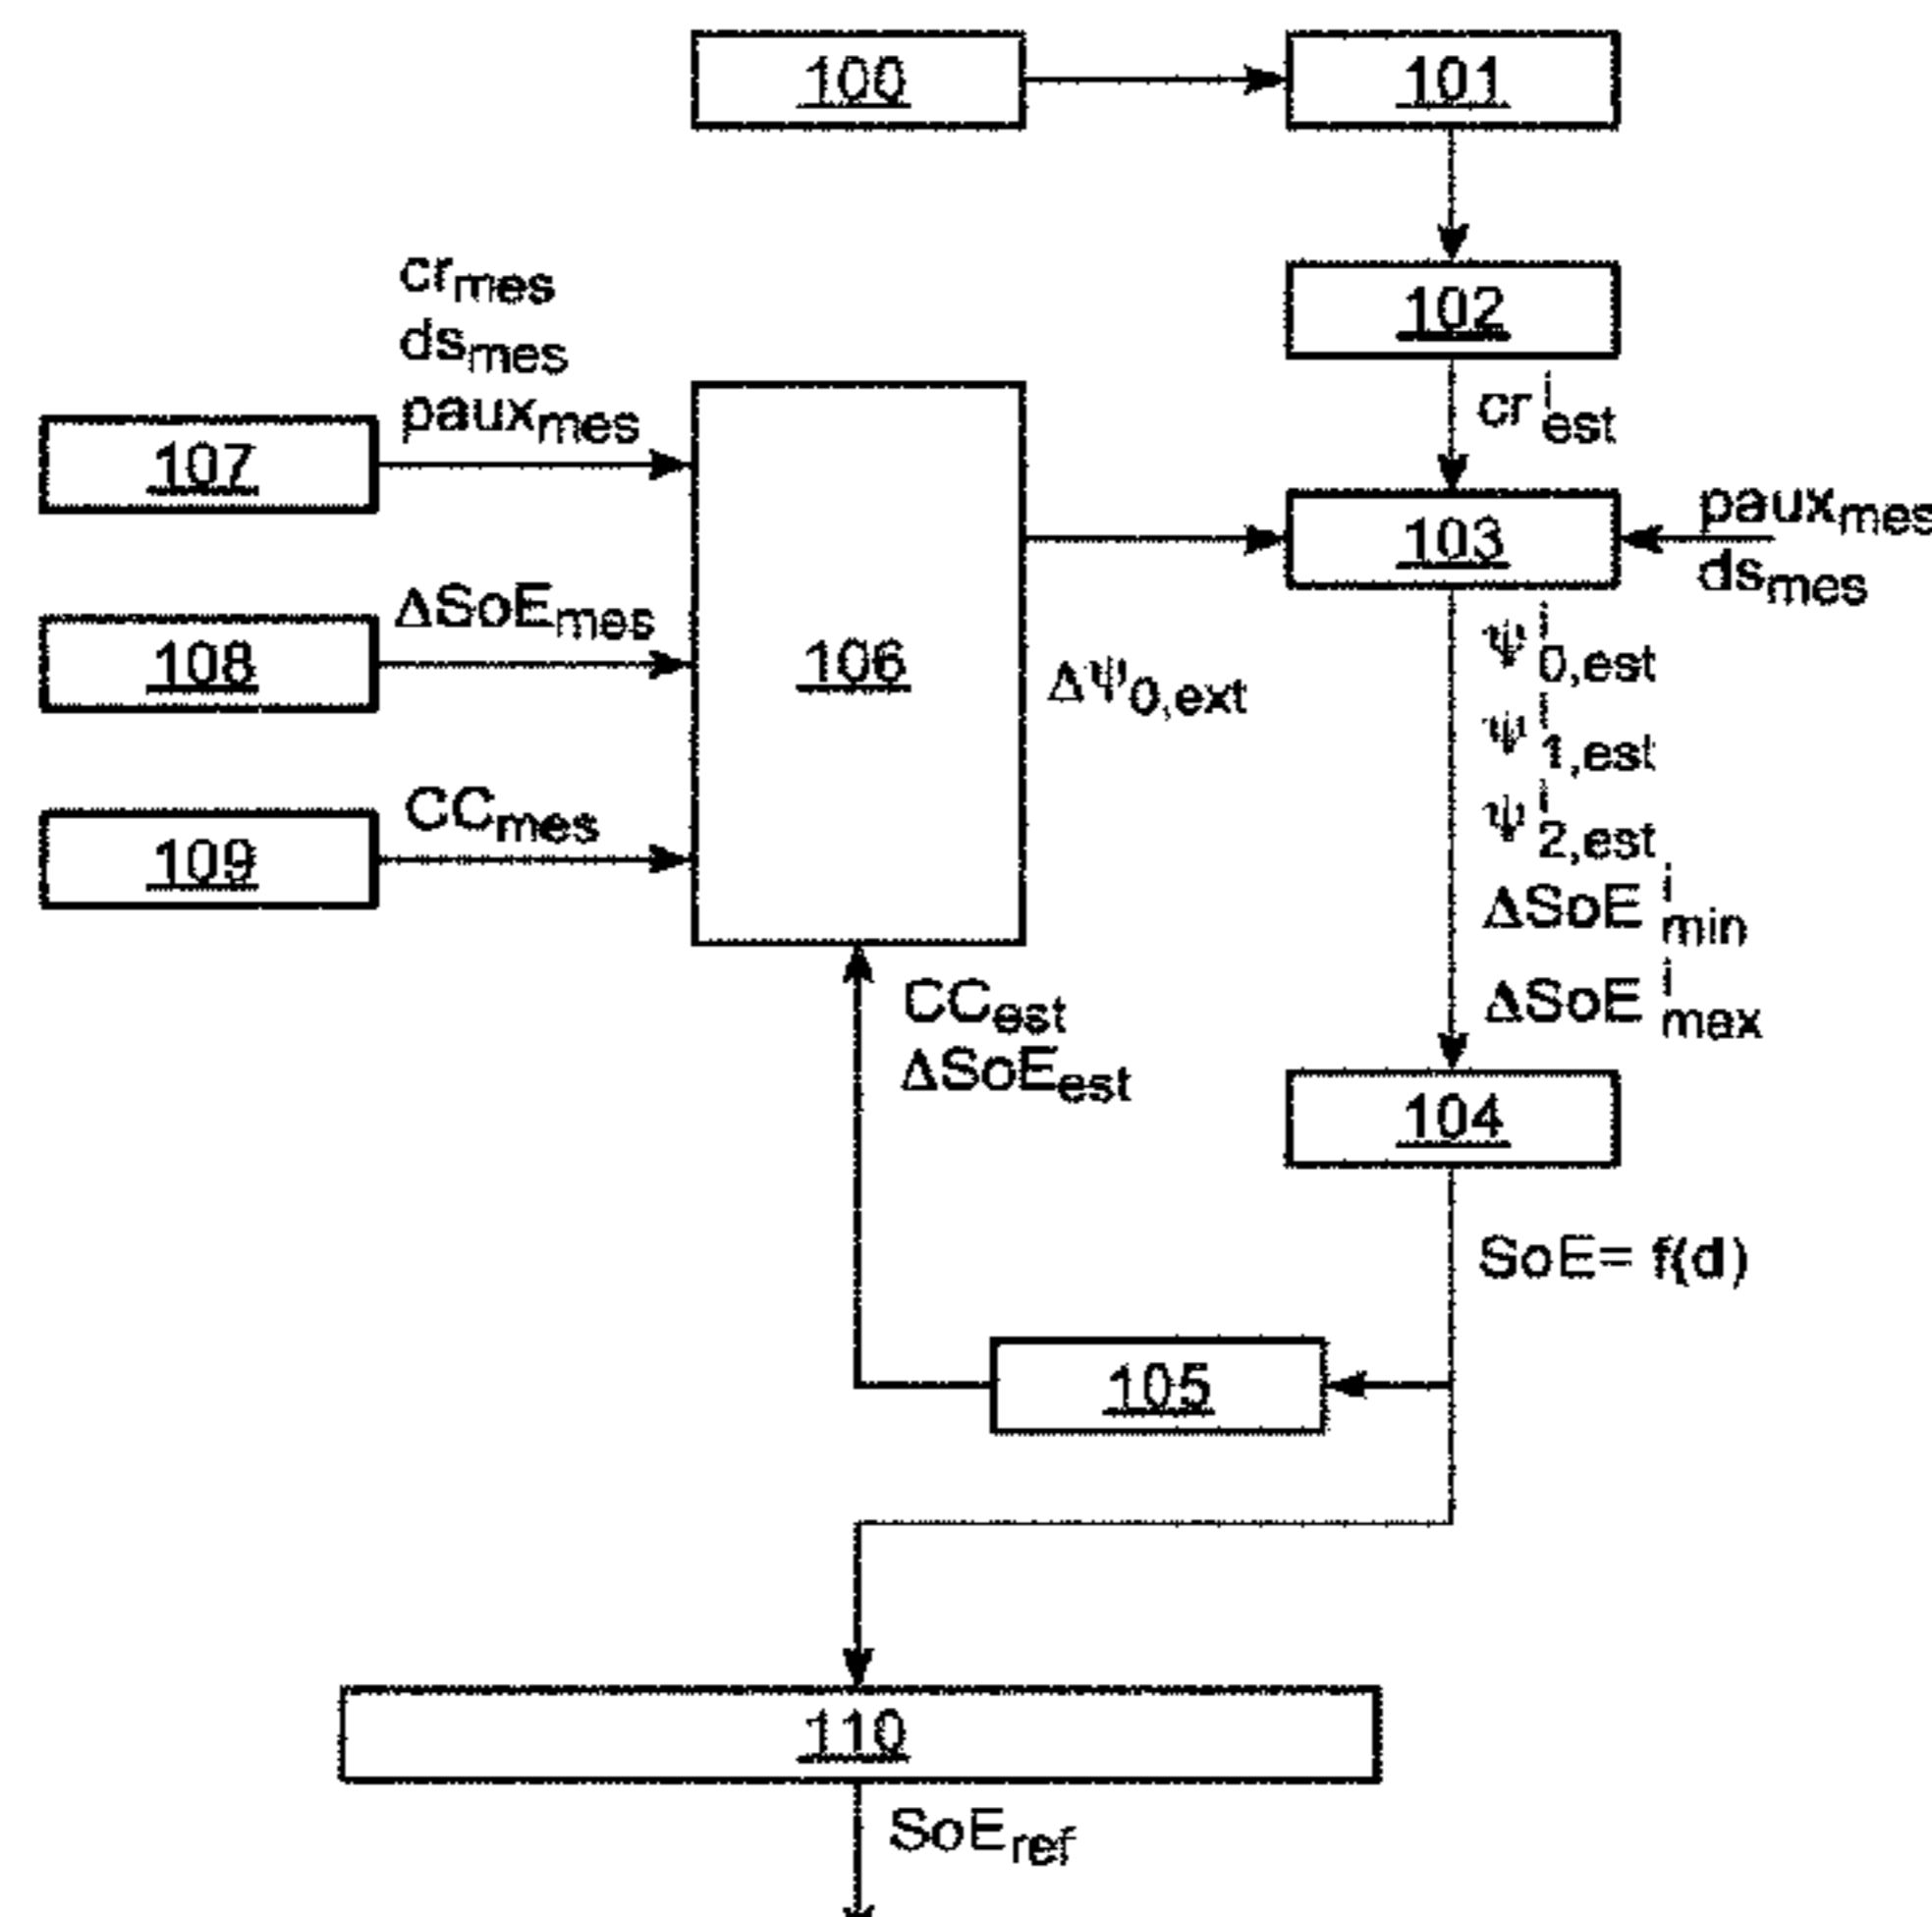 100
101
102
cr^i_est
cr_mes
ds_mes
paux_mes
107
103
paux_mes
ds_mes
ΔSoE_mes
108
106
Δψ_0,ext
ψ^i_0,est
ψ^i_1,est
ψ^i_2,est
ΔSoE^i_min
ΔSoE^i_max
CC_mes
109
CC_est
ΔSoE_est
104
SoE= f(d)
105
110
SoE_ref